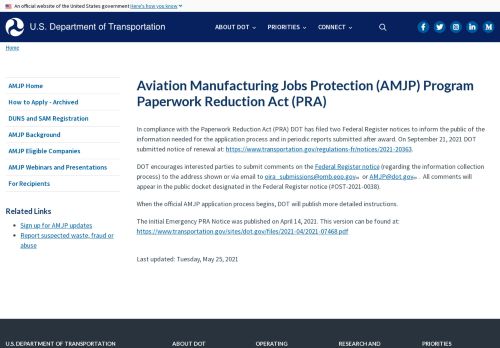 An official website of the United States government Here's how you know
U.S. Department of Transportation
ABOUT DOT
PRIORITIES
CONNECT
Home
AMJP Home
How to Apply - Archived
DUNS and SAM Registration
AMJP Background
AMJP Eligible Companies
AMJP Webinars and Presentations
For Recipients
Related Links
Sign up for AMJP updates
Report suspected waste, fraud or
abuse
Aviation Manufacturing Jobs Protection (AMJP) Program
Paperwork Reduction Act (PRA)
In compliance with the Paperwork Reduction Act (PRA) DOT has filed two Federal Register notices to inform the public of the
information needed for the application process and in periodic reports submitted after award. On September 21, 2021 DOT
submitted notice of renewal at: https://www.transportation.gov/regulations-fr/notices/2021-20363.
DOT encourages interested parties to submit comments on the Federal Register notice (regarding the information collection
process) to the address shown or via email to oira_submissions@omb.eop.gov or AMJP@dot.gov . All comments will
appear in the public docket designated in the Federal Register notice (POST-2021-0038).
When the official AMJP application process begins, DOT will publish more detailed instructions.
The initial Emergency PRA Notice was published on April 14, 2021. This version can be found at:
https://www.transportation.gov/sites/dot.gov/files/2021-04/2021-07468.pdf
Last updated: Tuesday, May 25, 2021
U.S. DEPARTMENT OF TRANSPORTATION
ABOUT DOT
OPERATING
RESEARCH AND
PRIORITIES